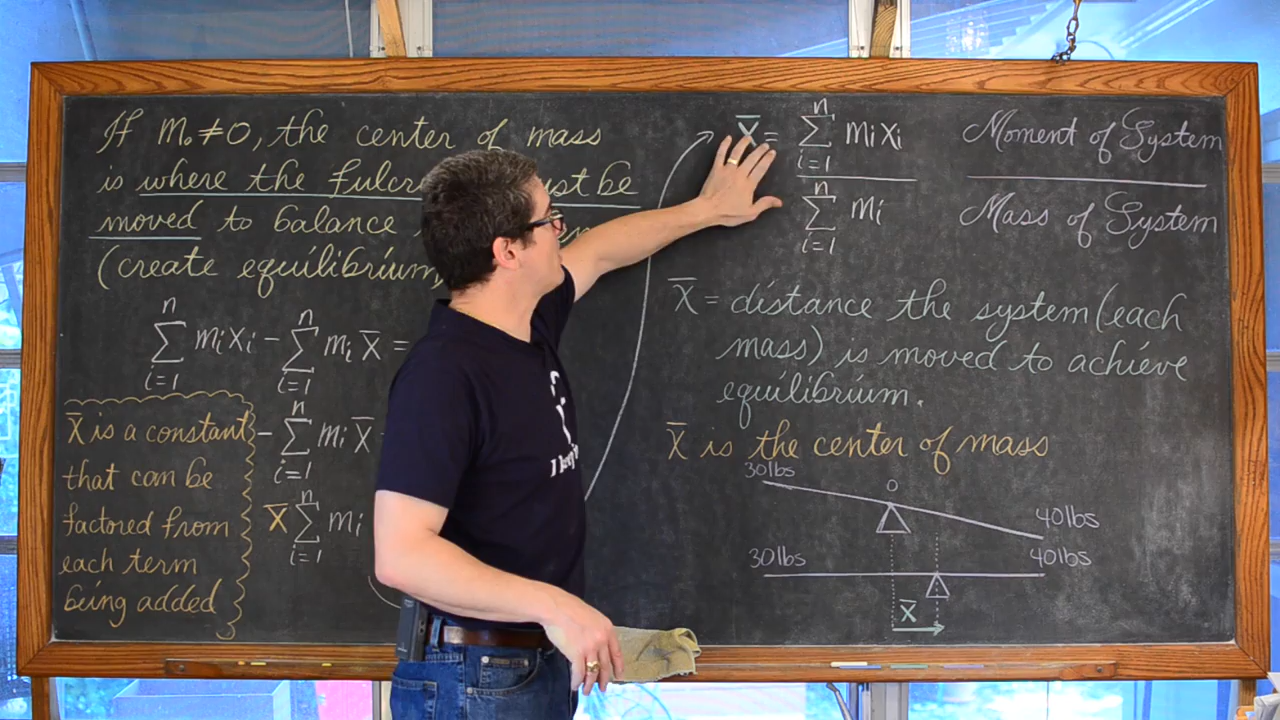 If M₀ ≠ 0, the center of mass
is where the fulcr ust be
moved to balance
(create equilibrium
n n
∑ mᵢxᵢ - ∑ mᵢ x̄ =
i=1 i=1
n
- ∑ mᵢ x̄
i=1
n
x̄ ∑ mᵢ
i=1
x̄ is a constant
that can be
factored from
each term
being added
n
x̄ = ∑ mᵢxᵢ
i=1
n
∑ mᵢ
i=1
Moment of System
Mass of System
x̄ = distance the system (each
mass) is moved to achieve
equilibrium.
x̄ is the center of mass
30lbs
0
40lbs
30lbs
40lbs
x̄